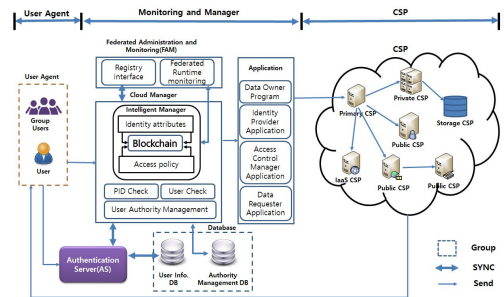 User Agent
Monitoring and Manager
CSP
Federated Administration and
Monitoring(FAM)
Registry
interface
Federated
Runtime
monitoring
Cloud Manager
Intelligent Manager
Identity attributes
Blockchain
Access policy
PID Check
User Check
User Authority Management
User Agent
Group
Users
User
Application
Data Owner
Program
Identity
Provider
Application
Access
Control
Manager
Application
Data
Requester
Application
CSP
Primary CSP
Private CSP
Storage CSP
Public CSP
IaaS CSP
Public CSP
Public CSP
Authentication
Server(AS)
Database
User Info.
DB
Authority
Management DB
Group
SYNC
Send